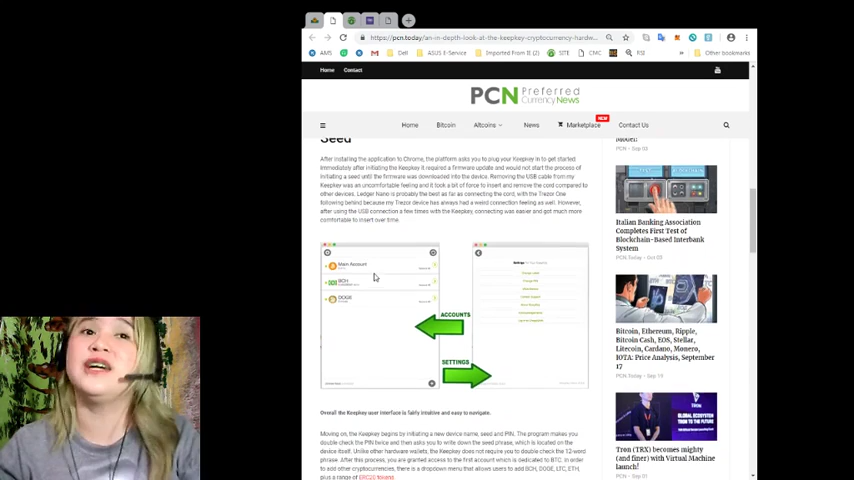 https://pcn.today/an-in-depth-look-at-the-keepkey-cryptocurrency-hardw...
AMS
Dell
ASUS E-Service
Imported From IE (2)
SITE
CMC
RSI
Other bookmarks
Home
Contact
PCN Preferred
Currency News
Home
Bitcoin
Altcoins
News
Marketplace
NEW
Contact Us
Seed
After installing the application to Chrome, the platform asks you to plug your Keepkey in to get started
Immediately after initiating the Keepkey it required a firmware update and would not start the process of
initiating a seed until the firmware was downloaded into the device. Removing the USB cable from my
Keepkey was an uncomfortable feeling and it took a bit of force to insert and remove the cord compared to
other devices. Ledger Nano is probably the best as far as connecting the cord, with the Trezor One
following behind because my Trezor device has always had a weird connection feeling as well. However,
after using the USB connection a few times with the Keepkey, connecting was easier and got much more
comfortable to insert over time.
Main Account
BCH
DOGE
Settings
ACCOUNTS
SETTINGS
Overall the Keepkey user interface is fairly intuitive and easy to navigate.
Moving on, the Keepkey begins by initiating a new device name, seed and PIN. The program makes you
double check the PIN twice and then asks you to write down the seed phrase, which is located on the
device itself. Unlike other hardware wallets, the Keepkey does not require you to double check the 12-word
phrase. After this process, you are granted access to the first account which is dedicated to BTC. In order
to add other cryptocurrencies, there is a dropdown menu that allows users to add BCH, DOGE, LTC, ETH,
plus a range of ERC20 tokens.
PCN - Sep 03
Italian Banking Association
Completes First Test of
Blockchain-Based Interbank
System
PCN.Today - Oct 02
Bitcoin, Ethereum, Ripple,
Bitcoin Cash, EOS, Stellar,
Litecoin, Cardano, Monero,
IOTA: Price Analysis, September
17
PCN.Today - Sep 19
TRON
GLOBAL ECOSYSTEM
TRON TO THE FUTURE
Tron (TRX) becomes mighty
(and finer) with Virtual Machine
launch!
PCN - Sep 01